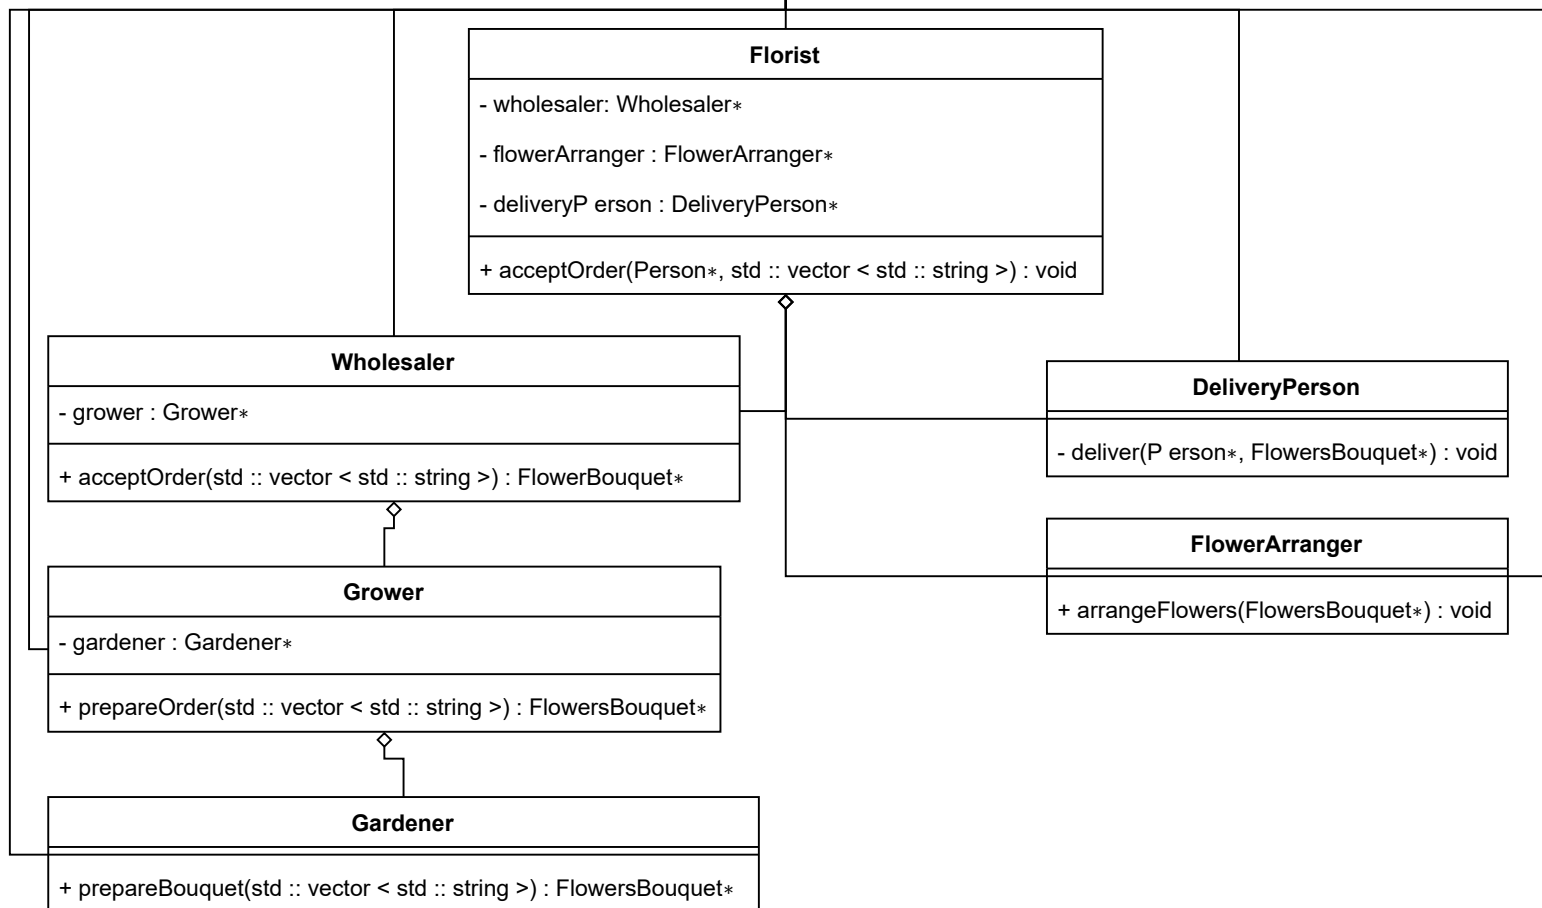 Florist
- wholesaler: Wholesaler*
- flowerArranger : FlowerArranger*
- deliveryP erson : DeliveryPerson*
+ acceptOrder(Person*, std :: vector < std :: string >) : void
Wholesaler
- grower : Grower*
+ acceptOrder(std :: vector < std :: string >) : FlowerBouquet*
DeliveryPerson
- deliver(P erson*, FlowersBouquet*) : void
FlowerArranger
+ arrangeFlowers(FlowersBouquet*) : void
Grower
- gardener : Gardener*
+ prepareOrder(std :: vector < std :: string >) : FlowersBouquet*
Gardener
+ prepareBouquet(std :: vector < std :: string >) : FlowersBouquet*